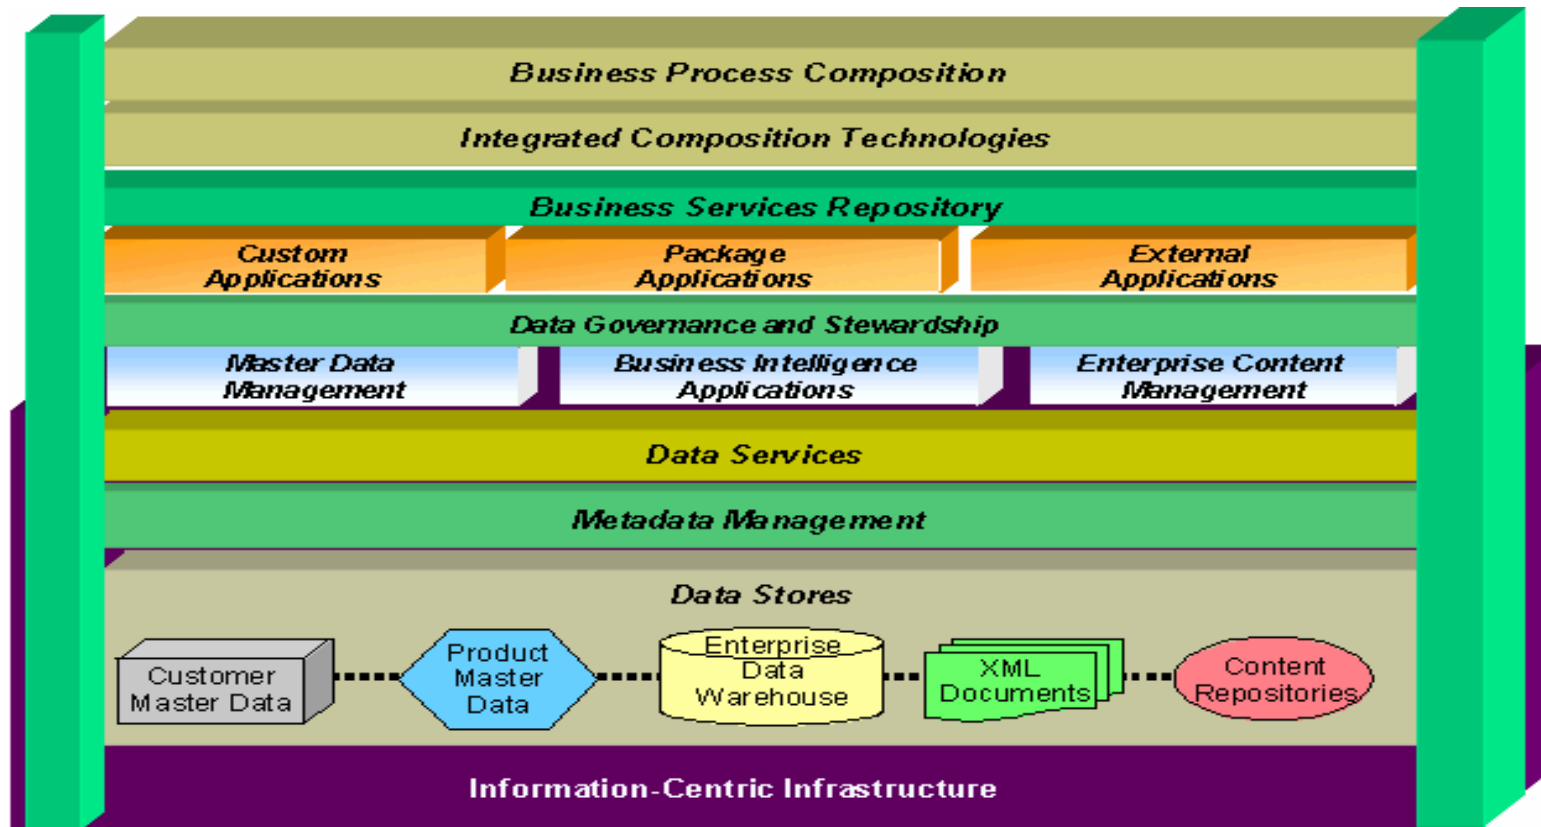 Business Process Composition
Integrated Composition Technologies
Business Services Repository
Custom
Applications
Package
Applications
External
Applications
Data Governance and Stewardship
Master Data
Management
Business Intelligence
Applications
Enterprise Content
Management
Data Services
Metadata Management
Data Stores
Customer
Master Data
Product
Master
Data
Enterprise
Data
Warehouse
XML
Documents
Content
Repositories
Information-Centric Infrastructure